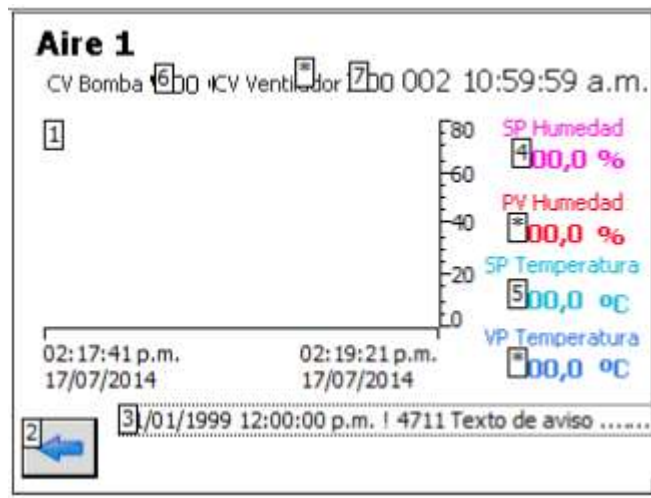 Aire 1
CV Bomba 6 00 CV Ventilador * 7 00 002 10:59:59 a.m.
1
80
60
40
20
0
SP Humedad
4 00,0 %
PV Humedad
* 00,0 %
SP Temperatura
5 00,0 ºC
VP Temperatura
* 00,0 ºC
02:17:41 p.m. 02:19:21 p.m.
17/07/2014 17/07/2014
2
3 /01/1999 12:00:00 p.m. ! 4711 Texto de aviso .......